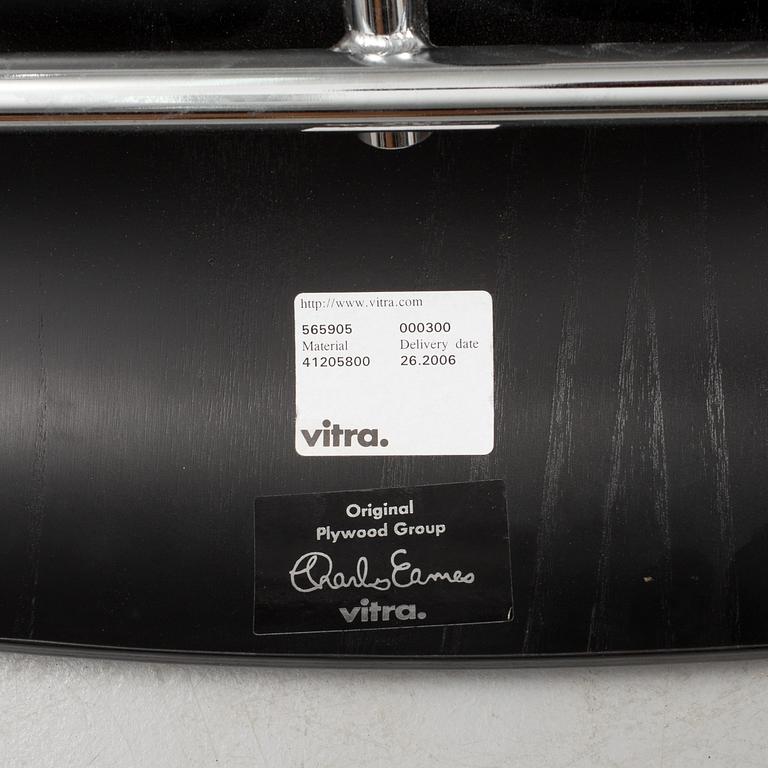 http://www.vitra.com
565905 000300
Material Delivery date
41205800 26.2006
vitra.
Original
Plywood Group
Charles Eames
vitra.